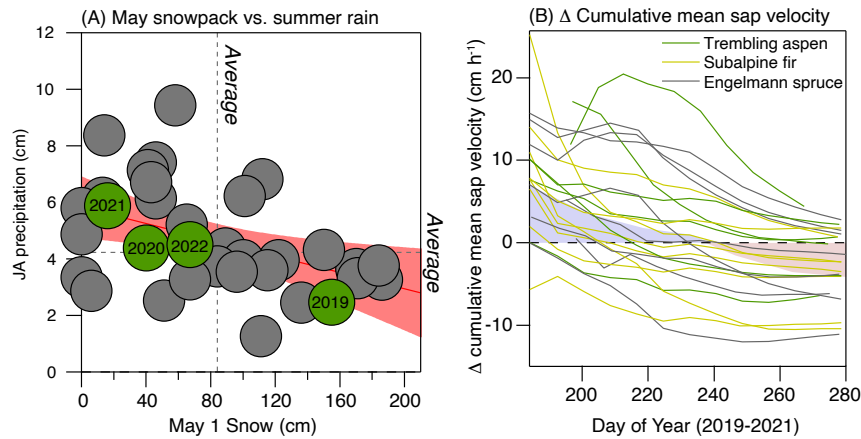 (A) May snowpack vs. summer rain
12
10
8
6
4
2
0
JA precipitation (cm)
Average
Average
2021
2020
2022
2019
0
40
80
120
160
200
May 1 Snow (cm)
(B) Δ Cumulative mean sap velocity
Trembling aspen
Subalpine fir
Engelmann spruce
20
10
0
-10
Δ cumulative mean sap velocity (cm h⁻¹)
200
220
240
260
280
Day of Year (2019-2021)